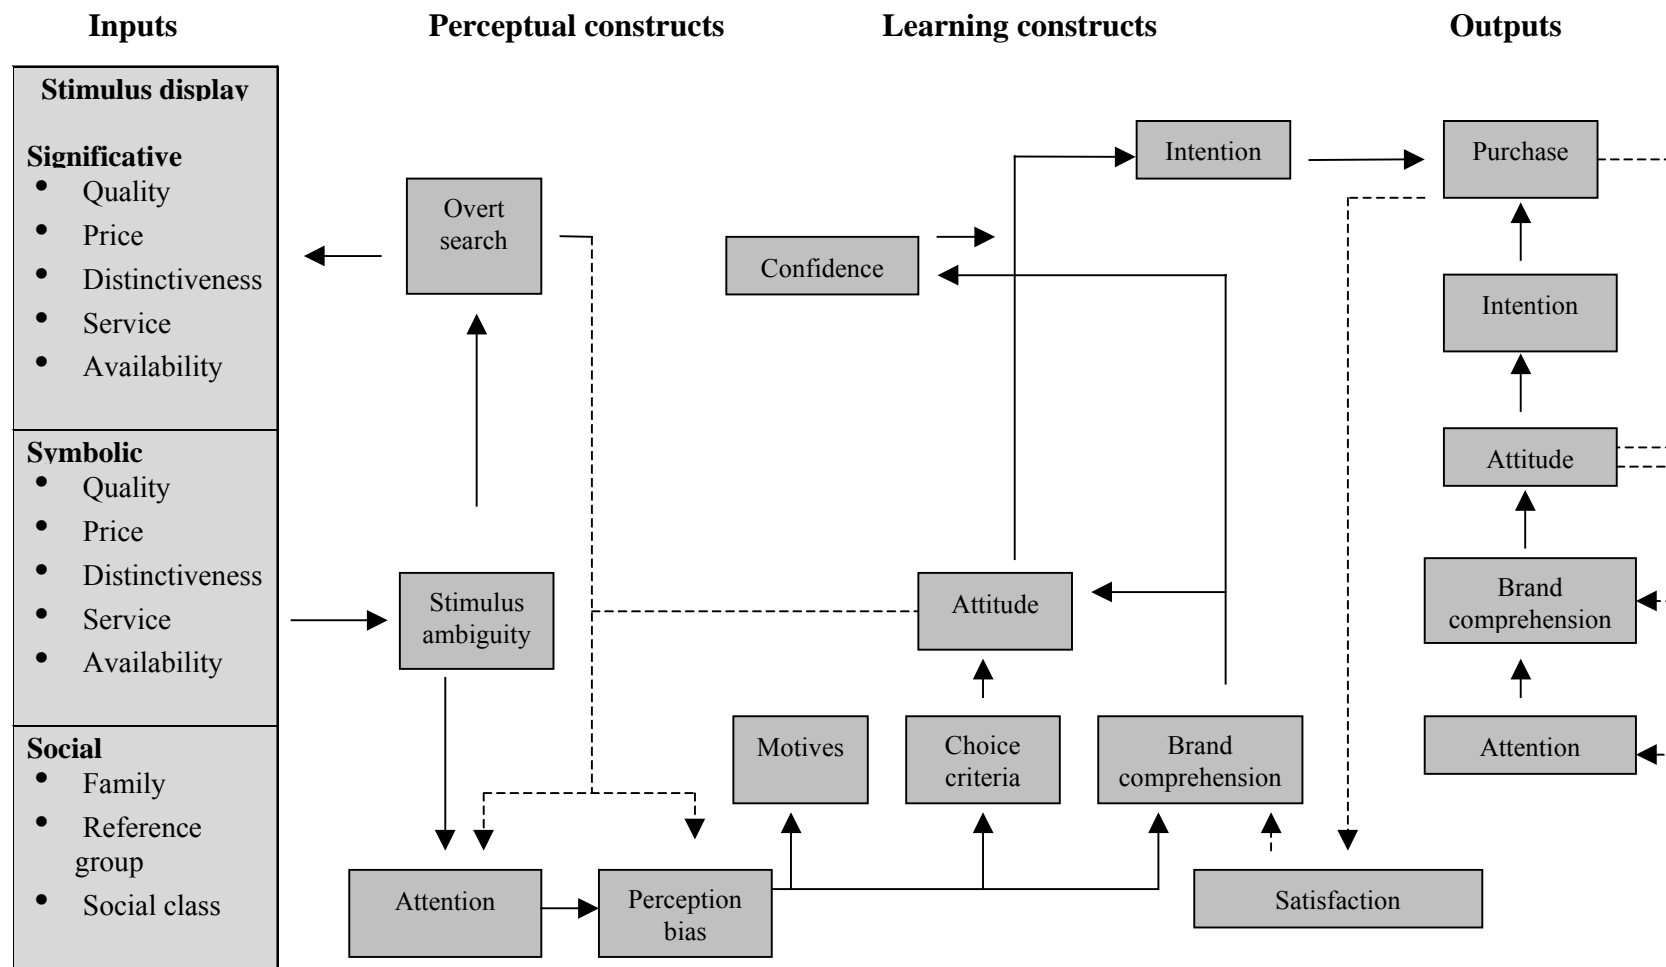 Inputs
Perceptual constructs
Learning constructs
Outputs
Stimulus display
Significative
• Quality
• Price
• Distinctiveness
• Service
• Availability
Symbolic
• Quality
• Price
• Distinctiveness
• Service
• Availability
Social
• Family
• Reference
group
• Social class
Overt
search
Stimulus
ambiguity
Attention
Perception
bias
Intention
Confidence
Attitude
Motives
Choice
criteria
Brand
comprehension
Satisfaction
Purchase
Intention
Attitude
Brand
comprehension
Attention